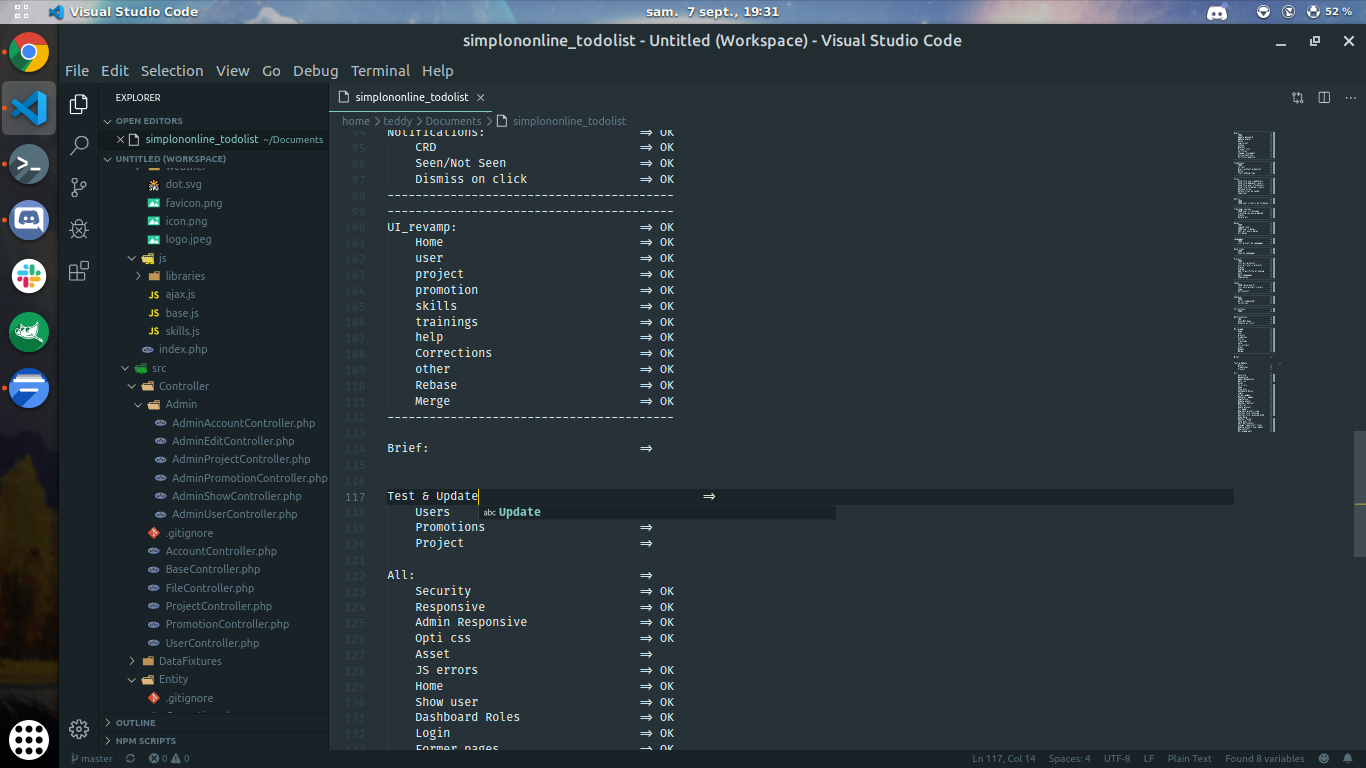 Visual Studio Code
sam. 7 sept., 19:31
52 %
simplononline_todolist - Untitled (Workspace) - Visual Studio Code
File Edit Selection View Go Debug Terminal Help
EXPLORER
OPEN EDITORS
simplononline_todolist ~/Documents
UNTITLED (WORKSPACE)
dot.svg
favicon.png
icon.png
logo.jpeg
js
libraries
JS ajax.js
JS base.js
JS skills.js
index.php
src
Controller
Admin
AdminAccountController.php
AdminEditController.php
AdminProjectController.php
AdminPromotionController.php
AdminShowController.php
AdminUserController.php
.gitignore
AccountController.php
BaseController.php
FileController.php
ProjectController.php
PromotionController.php
UserController.php
DataFixtures
Entity
.gitignore
OUTLINE
NPM SCRIPTS
simplononline_todolist
home > teddy > Documents > simplononline_todolist
94 Notifications: ⇒ OK
95 CRD ⇒ OK
96 Seen/Not Seen ⇒ OK
97 Dismiss on click ⇒ OK
98 -----------------------------------------
99 -----------------------------------------
100 UI_revamp: ⇒ OK
101 Home ⇒ OK
102 user ⇒ OK
103 project ⇒ OK
104 promotion ⇒ OK
105 skills ⇒ OK
106 trainings ⇒ OK
107 help ⇒ OK
108 Corrections ⇒ OK
109 other ⇒ OK
110 Rebase ⇒ OK
111 Merge ⇒ OK
112 -----------------------------------------
113
114 Brief: ⇒
115
116
117 Test & Update ⇒
118 Users
abc Update
119 Promotions ⇒
120 Project ⇒
121
122 All: ⇒
123 Security ⇒ OK
124 Responsive ⇒ OK
125 Admin Responsive ⇒ OK
126 Opti css ⇒ OK
127 Asset ⇒
128 JS errors ⇒ OK
129 Home ⇒ OK
130 Show user ⇒ OK
131 Dashboard Roles ⇒ OK
132 Login ⇒ OK
133 Former pages ⇒ OK
master 0 0
Ln 117, Col 14 Spaces: 4 UTF-8 LF Plain Text Found 8 variables